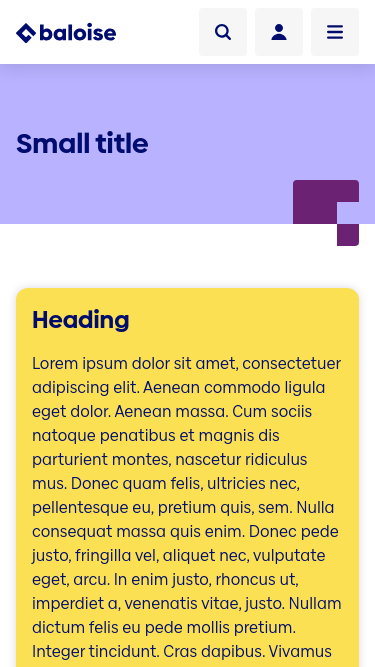 baloise
Small title
Heading
Lorem ipsum dolor sit amet, consectetuer
adipiscing elit. Aenean commodo ligula
eget dolor. Aenean massa. Cum sociis
natoque penatibus et magnis dis
parturient montes, nascetur ridiculus
mus. Donec quam felis, ultricies nec,
pellentesque eu, pretium quis, sem. Nulla
consequat massa quis enim. Donec pede
justo, fringilla vel, aliquet nec, vulputate
eget, arcu. In enim justo, rhoncus ut,
imperdiet a, venenatis vitae, justo. Nullam
dictum felis eu pede mollis pretium.
Integer tincidunt. Cras dapibus. Vivamus